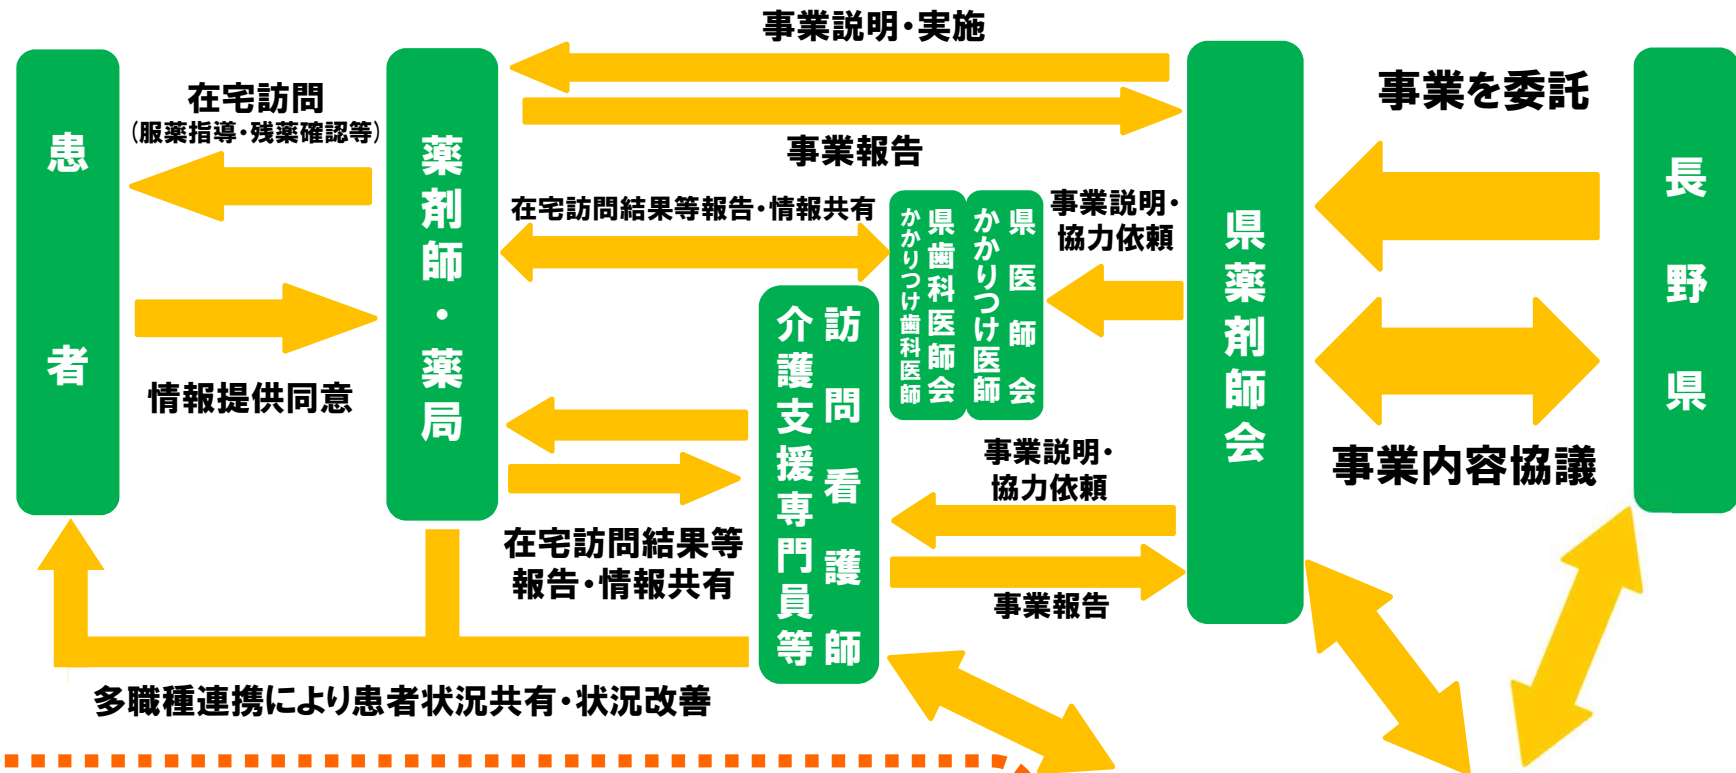 患者
在宅訪問
(服薬指導・残薬確認等)
情報提供同意
薬剤師・薬局
事業説明・実施
事業報告
在宅訪問結果等報告・情報共有
県医師会
かかりつけ医師
県歯科医師会
かかりつけ歯科医師
事業説明・
協力依頼
県薬剤師会
事業を委託
事業内容協議
長野県
訪問看護師
介護支援専門員等
在宅訪問結果等
報告・情報共有
事業説明・
協力依頼
事業報告
多職種連携により患者状況共有・状況改善